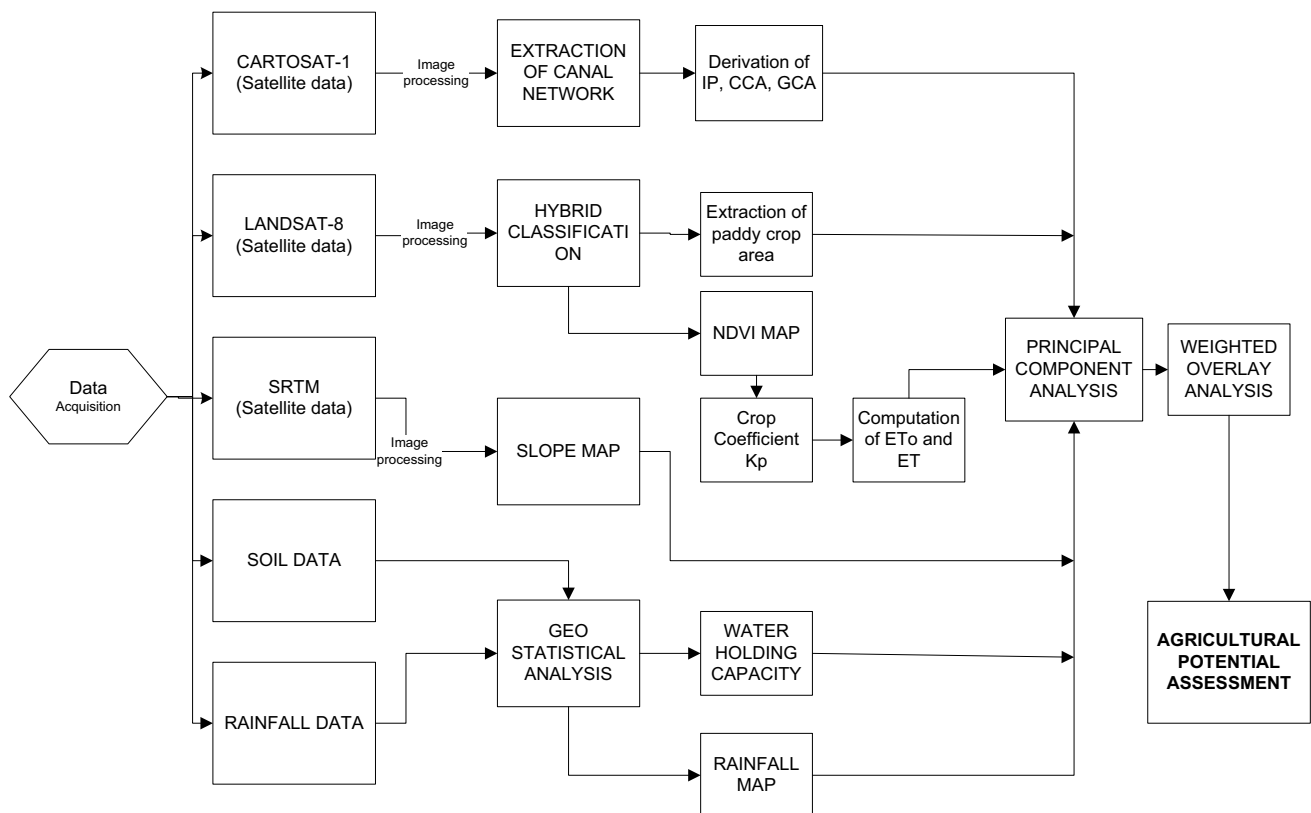 CARTOSAT-1
(Satellite data)
Image
processing
EXTRACTION
OF CANAL
NETWORK
Derivation of
IP, CCA, GCA
LANDSAT-8
(Satellite data)
Image
processing
HYBRID
CLASSIFICATI
ON
Extraction of
paddy crop
area
NDVI MAP
PRINCIPAL
COMPONENT
ANALYSIS
WEIGHTED
OVERLAY
ANALYSIS
Data
Acquisition
SRTM
(Satellite data)
Image
processing
SLOPE MAP
Crop
Coefficient
Kp
Computation
of ETo and
ET
SOIL DATA
GEO
STATISTICAL
ANALYSIS
WATER
HOLDING
CAPACITY
AGRICULTURAL
POTENTIAL
ASSESSMENT
RAINFALL DATA
RAINFALL
MAP